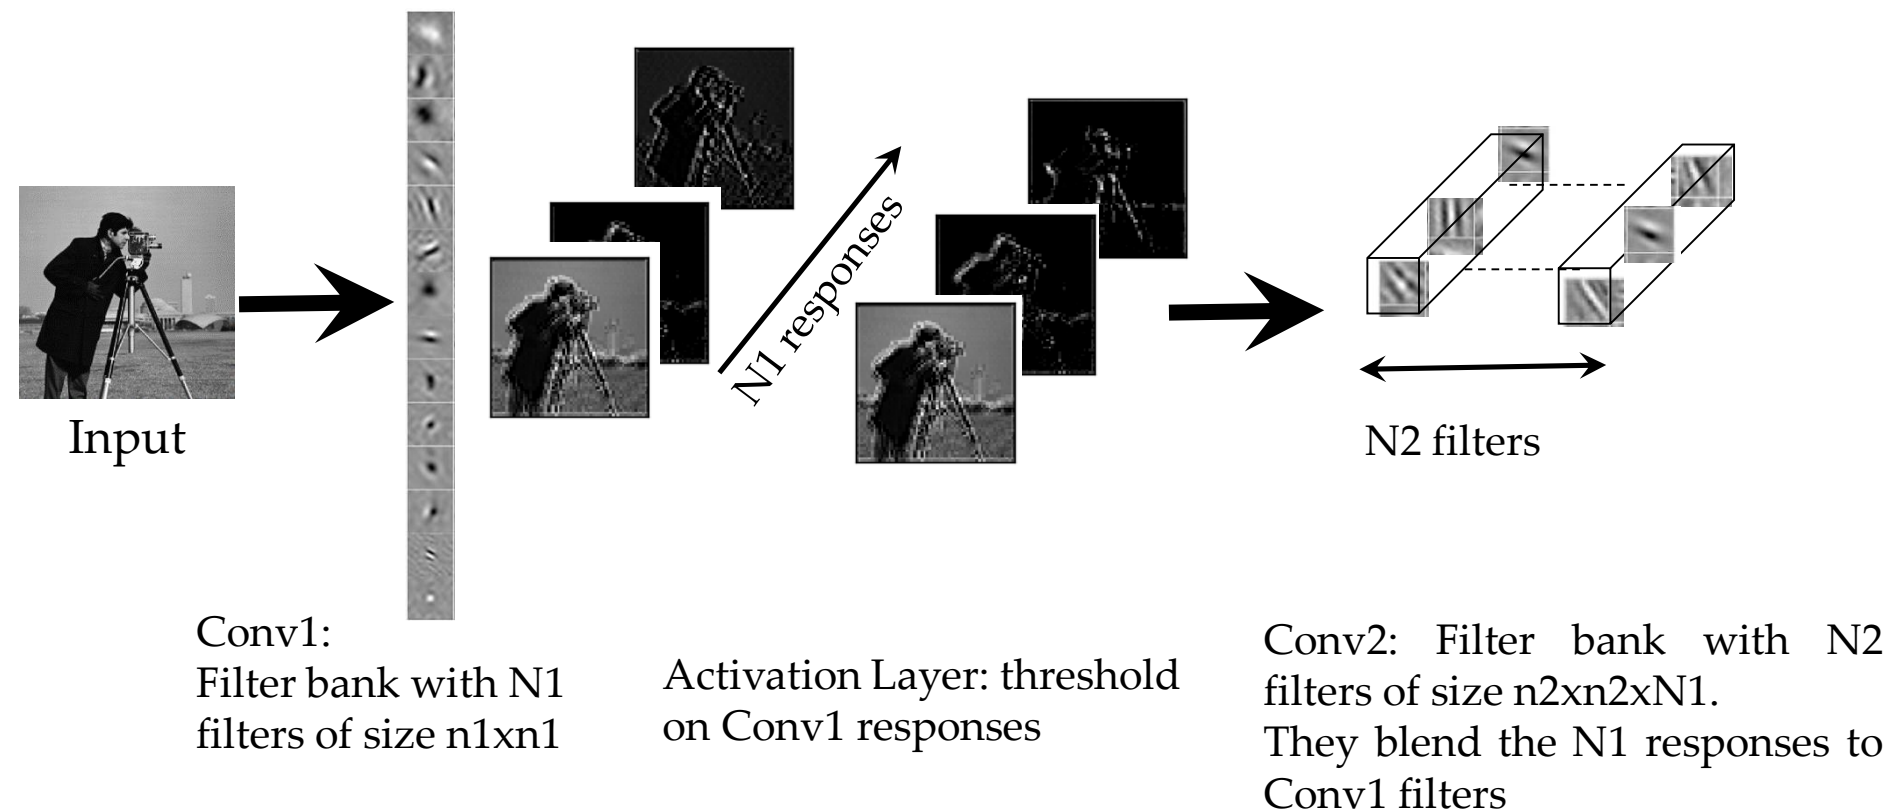 Input
N1 responses
N2 filters
Conv1:
Filter bank with N1
filters of size n1xn1
Activation Layer: threshold
on Conv1 responses
Conv2: Filter bank with N2
filters of size n2xn2xN1.
They blend the N1 responses to
Conv1 filters